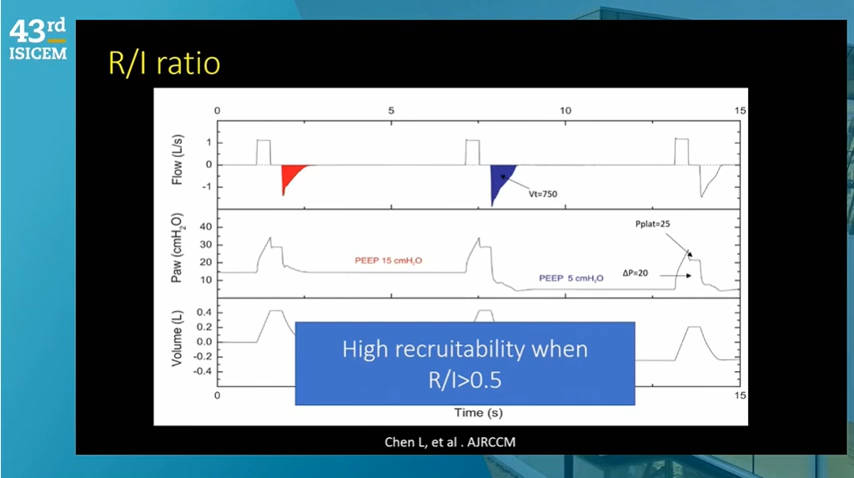 43rd
ISICEM
R/I ratio
0 5 10 15
Flow (L/s)
1
0
-1
Vt=750
Paw (cmH2O)
40
30
20
10
PEEP 15 cmH2O
PEEP 5 cmH2O
Pplat=25
ΔP=20
Volume (L)
0.4
0.2
0.0
-0.2
-0.4
High recruitability when
R/I>0.5
0 15
Time (s)
Chen L, et al . AJRCCM